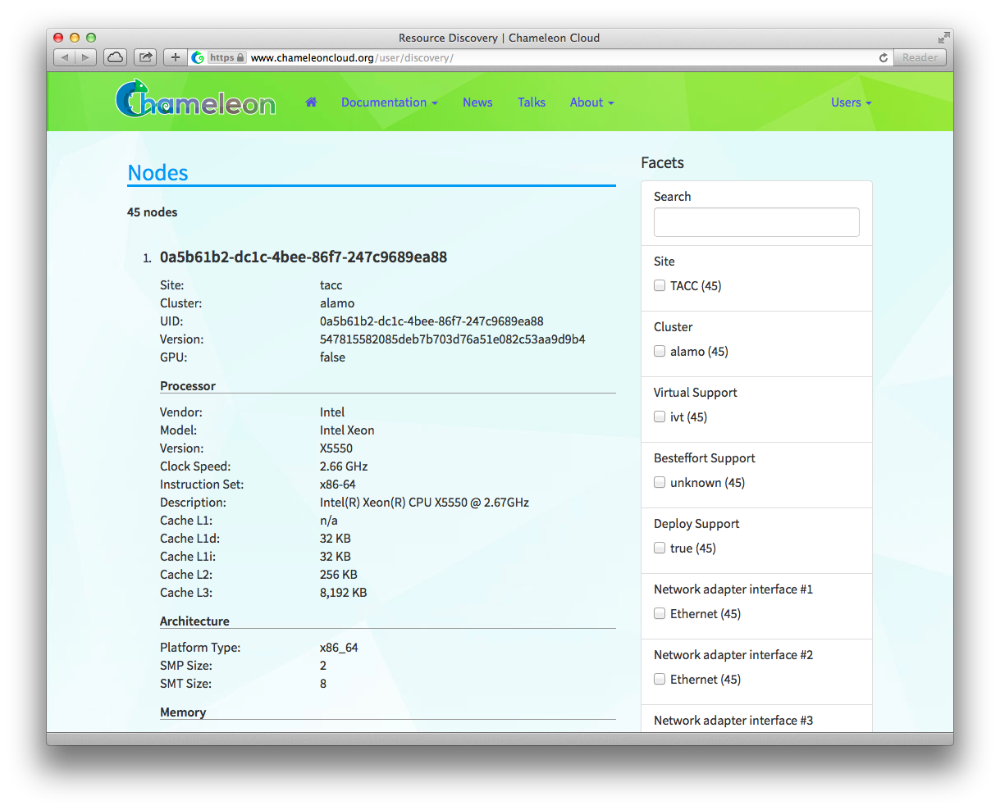 Resource Discovery | Chameleon Cloud
https www.chameleoncloud.org/user/discovery/ Reader
Chameleon Documentation News Talks About Users
Nodes
45 nodes
1. 0a5b61b2-dc1c-4bee-86f7-247c9689ea88
Site: tacc
Cluster: alamo
UID: 0a5b61b2-dc1c-4bee-86f7-247c9689ea88
Version: 547815582085deb7b703d76a51e082c53aa9d9b4
GPU: false
Processor
Vendor: Intel
Model: Intel Xeon
Version: X5550
Clock Speed: 2.66 GHz
Instruction Set: x86-64
Description: Intel(R) Xeon(R) CPU X5550 @ 2.67GHz
Cache L1: n/a
Cache L1d: 32 KB
Cache L1i: 32 KB
Cache L2: 256 KB
Cache L3: 8,192 KB
Architecture
Platform Type: x86_64
SMP Size: 2
SMT Size: 8
Memory
Facets
Search
Site
TACC (45)
Cluster
alamo (45)
Virtual Support
ivt (45)
Besteffort Support
unknown (45)
Deploy Support
true (45)
Network adapter interface #1
Ethernet (45)
Network adapter interface #2
Ethernet (45)
Network adapter interface #3